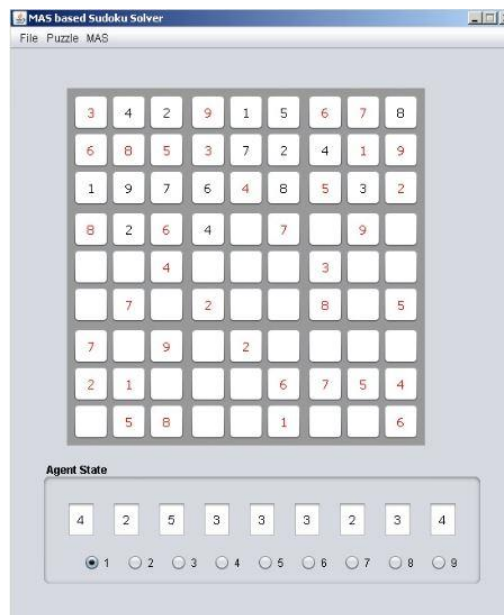 MAS based Sudoku Solver
File Puzzle MAS
3 4 2 9 1 5 6 7 8
6 8 5 3 7 2 4 1 9
1 9 7 6 4 8 5 3 2
8 2 6 4 7 9
4 3
7 2 8 5
7 9 2
2 1 6 7 5 4
5 8 1 6
Agent State
4 2 5 3 3 3 2 3 4
1 2 3 4 5 6 7 8 9